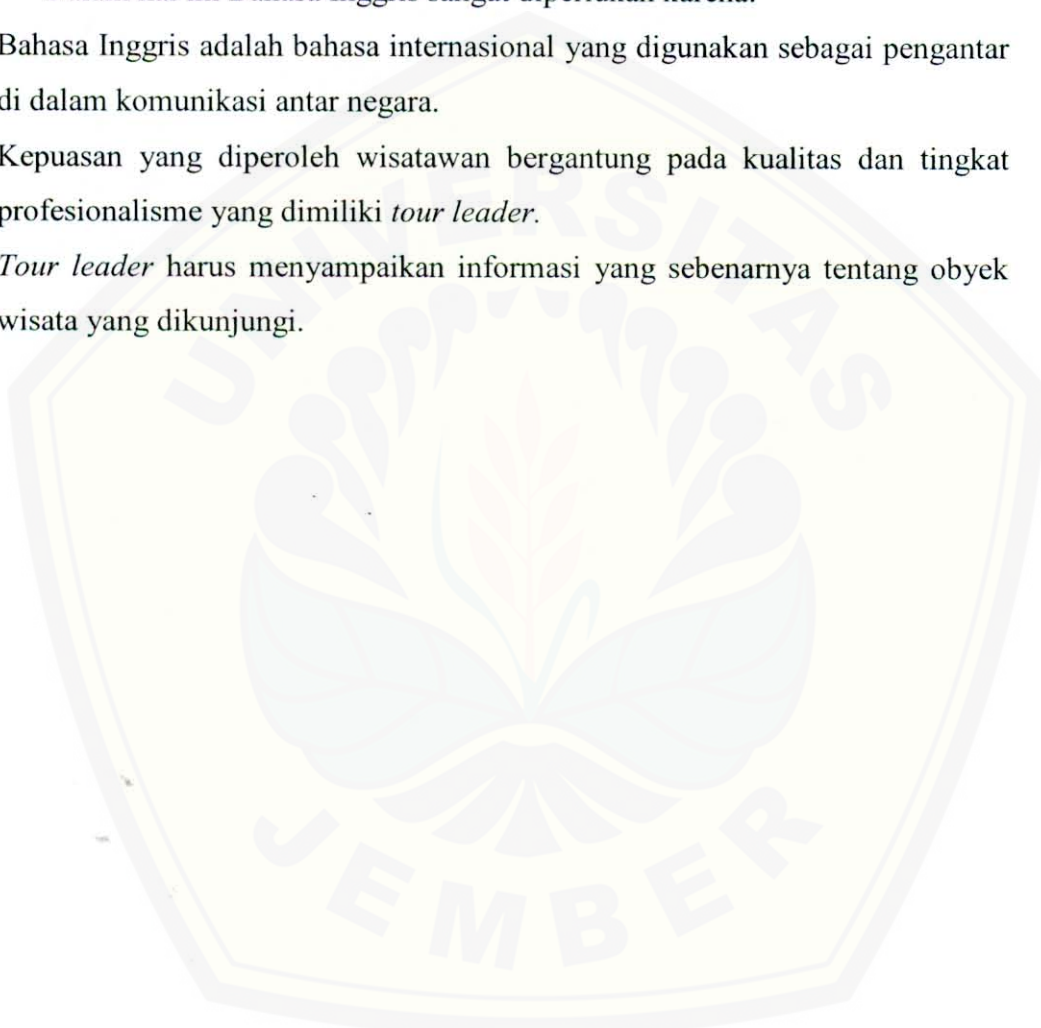 Bahasa Inggris adalah bahasa internasional yang digunakan sebagai pengantar
di dalam komunikasi antar negara.
Kepuasan yang diperoleh wisatawan bergantung pada kualitas dan tingkat
profesionalisme yang dimiliki tour leader.
Tour leader harus menyampaikan informasi yang sebenarnya tentang obyek
wisata yang dikunjungi.
UNIVERSITAS
JEMBER